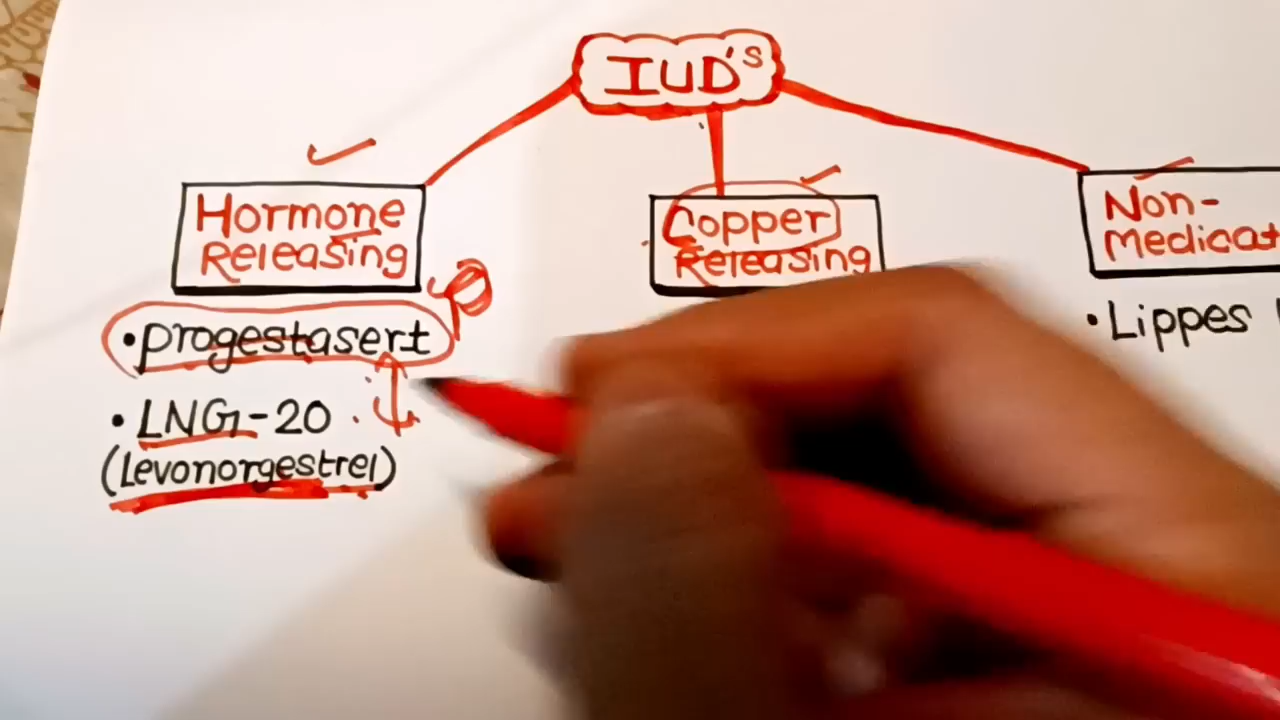 IUD's
Hormone
Releasing
•progestasert
• LNG-20
(Levonorgestrel)
Copper
Releasing
Non-
Medicat
•Lippes